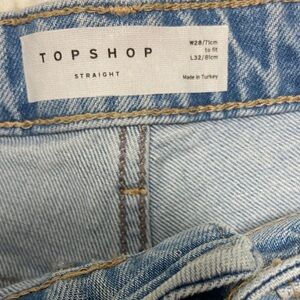 TOPSHOP
STRAIGHT
W28/71cm
to fit
L32/81cm
Made in Turkey